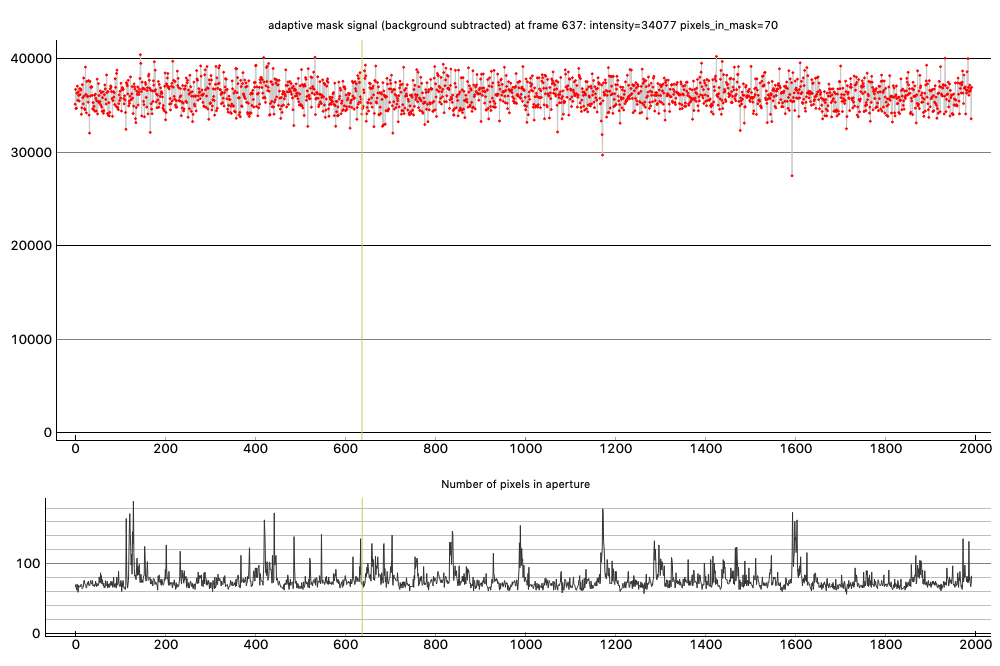 adaptive mask signal (background subtracted) at frame 637: intensity=34077 pixels_in_mask=70
40000
30000
20000
10000
0
0 200 400 600 800 1000 1200 1400 1600 1800 2000
Number of pixels in aperture
100
0
0 200 400 600 800 1000 1200 1400 1600 1800 2000